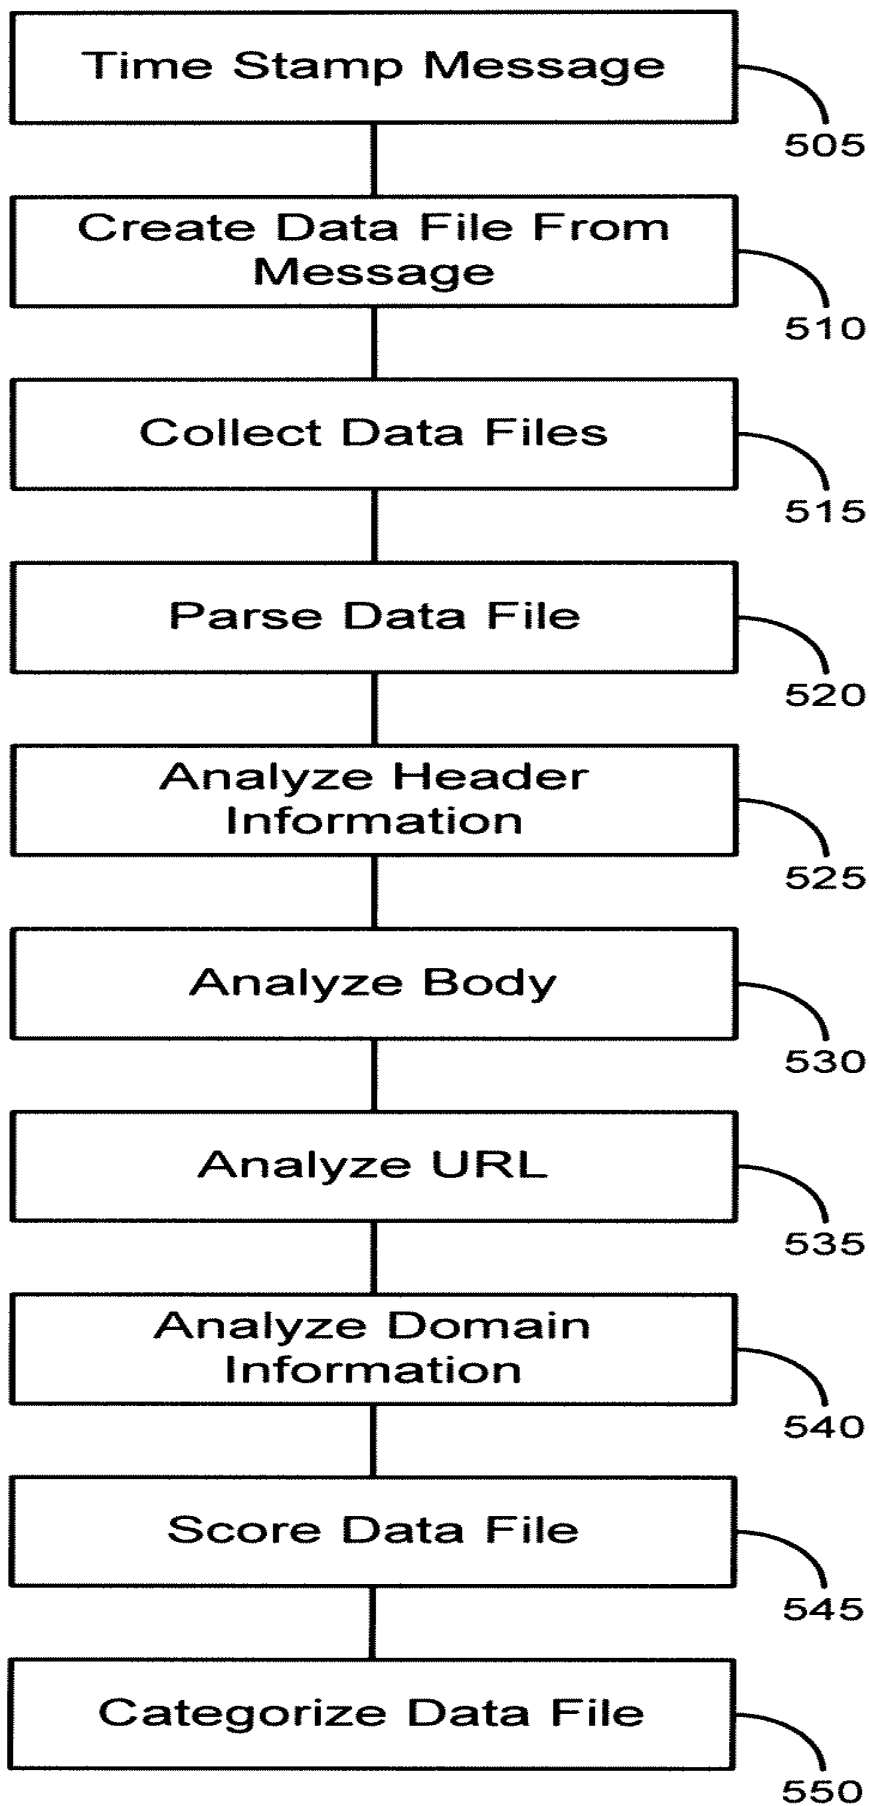 Time Stamp Message
505
Create Data File From
Message
510
Collect Data Files
515
Parse Data File
520
Analyze Header
Information
525
Analyze Body
530
Analyze URL
535
Analyze Domain
Information
540
Score Data File
545
Categorize Data File
550